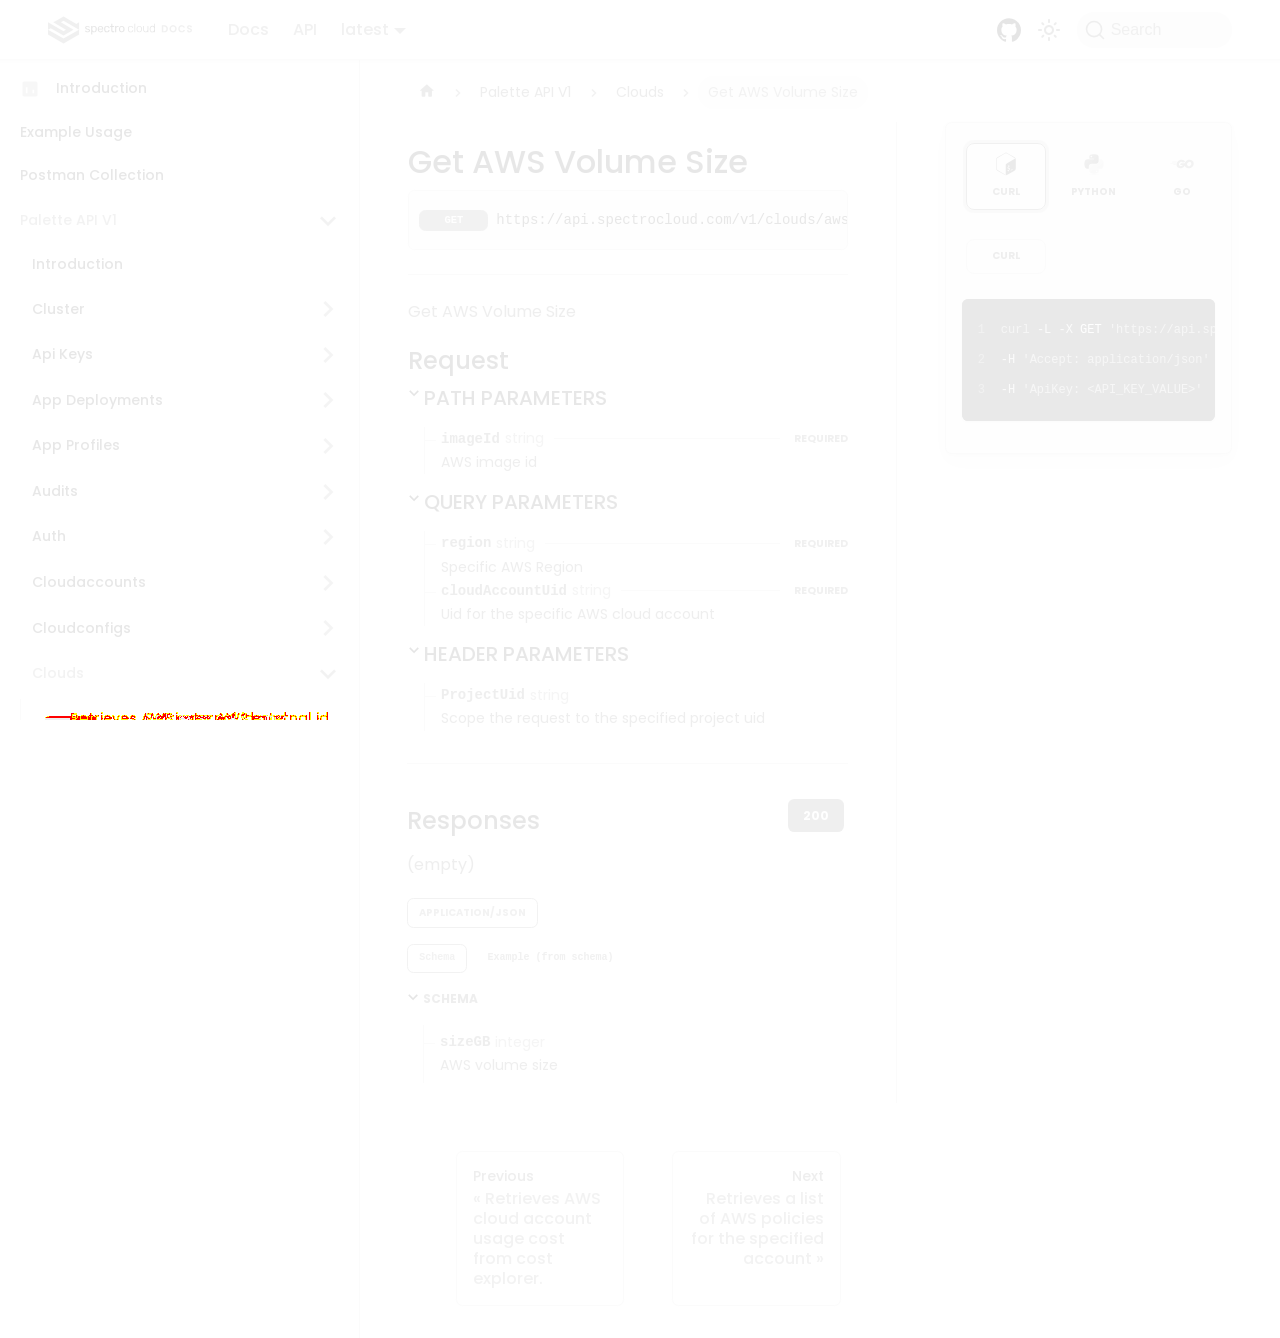 spectro cloud DOCS
Docs API latest
Search
Introduction
Example Usage
Postman Collection
Palette API V1
Introduction
Cluster
Api Keys
App Deployments
App Profiles
Audits
Auth
Cloudaccounts
Cloudconfigs
Clouds
Palette API V1 Clouds Get AWS Volume Size
Get AWS Volume Size
GET https://api.spectrocloud.com/v1/clouds/aws
Get AWS Volume Size
Request
PATH PARAMETERS
imageId string REQUIRED
AWS image id
QUERY PARAMETERS
region string REQUIRED
Specific AWS Region
cloudAccountUid string REQUIRED
Uid for the specific AWS cloud account
HEADER PARAMETERS
ProjectUid string
Scope the request to the specified project uid
Responses
200
(empty)
APPLICATION/JSON
Schema Example (from schema)
SCHEMA
sizeGB integer
AWS volume size
Previous
« Retrieves AWS
cloud account
usage cost
from cost
explorer.
Next
Retrieves a list
of AWS policies
for the specified
account »
CURL PYTHON GO
CURL
1 curl -L -X GET 'https://api.sp
2 -H 'Accept: application/json'
3 -H 'ApiKey: <API_KEY_VALUE>'